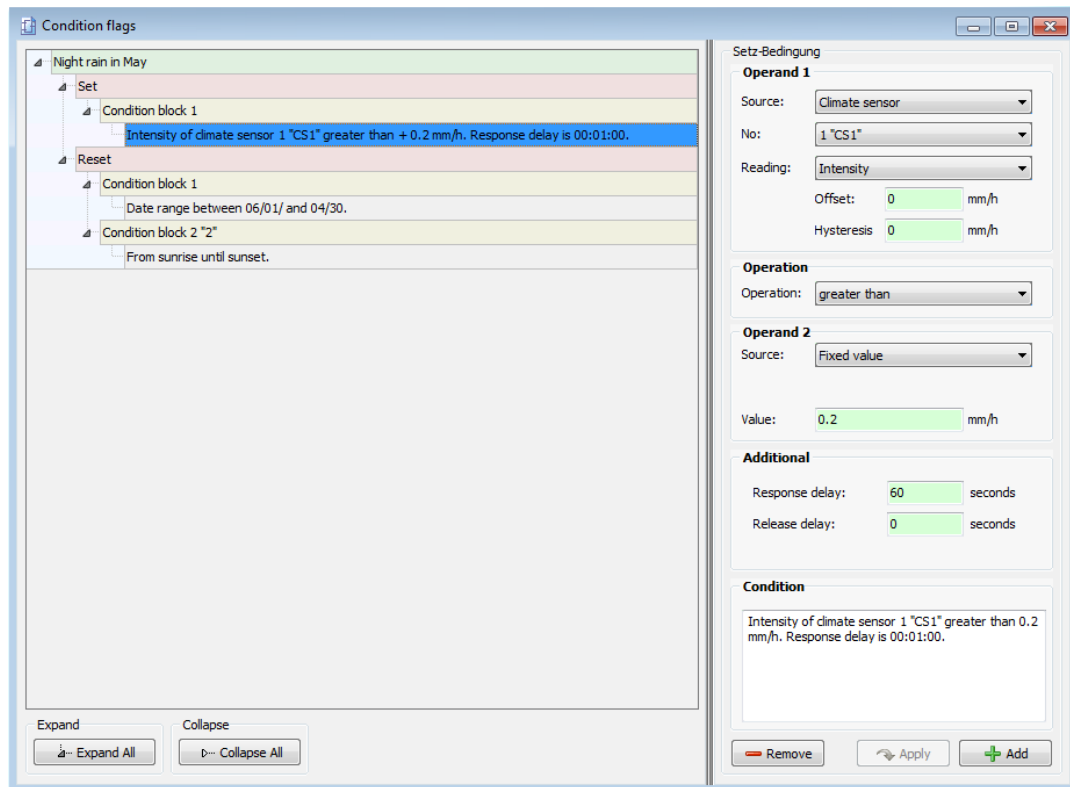 Condition flags
Night rain in May
Set
Condition block 1
Intensity of climate sensor 1 "CS1" greater than + 0.2 mm/h. Response delay is 00:01:00.
Reset
Condition block 1
Date range between 06/01/ and 04/30.
Condition block 2 "2"
From sunrise until sunset.
Expand
Expand All
Collapse
Collapse All
Setz-Bedingung
Operand 1
Source: Climate sensor
No: 1 "CS1"
Reading: Intensity
Offset: 0 mm/h
Hysteresis 0 mm/h
Operation
Operation: greater than
Operand 2
Source: Fixed value
Value: 0.2 mm/h
Additional
Response delay: 60 seconds
Release delay: 0 seconds
Condition
Intensity of climate sensor 1 "CS1" greater than 0.2
mm/h. Response delay is 00:01:00.
Remove Apply Add